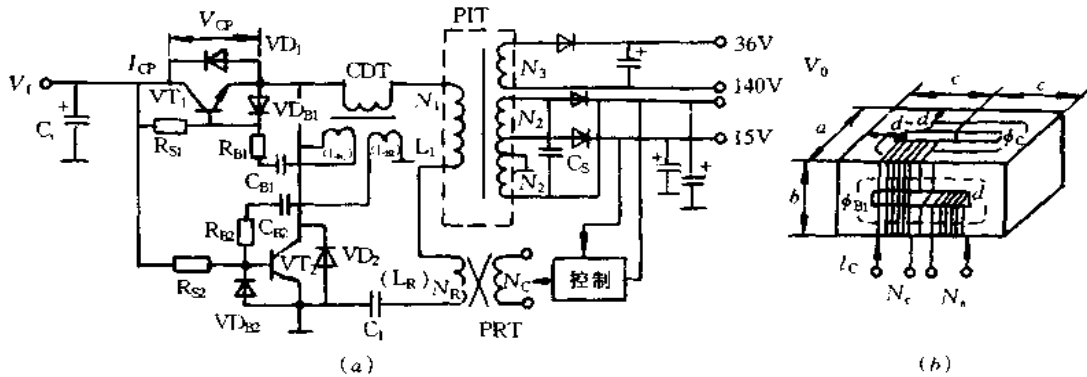 PIT
V_CP
VD_1
36V
I_CP
CDT
N_3
V_0
c
c
V_f
140V
VT_1
N_1
a
d
d
ϕ_C
C_i
VD_B1
N_2
15V
R_S1
R_B1
L_1
C_S
b
ϕ_B1
d
C_B1
N_2
R_B2
C_B2
VD_2
I_C
VT_2
(L_R)
N_R
N_C
控制
N_c
N_a
R_S2
VD_B2
C_1
PRT
(a)
(b)